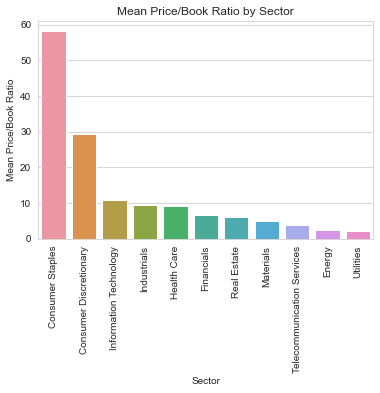 Mean Price/Book Ratio by Sector
Mean Price/Book Ratio
60
50
40
30
20
10
0
Consumer Staples
Consumer Discretionary
Information Technology
Industrials
Health Care
Financials
Real Estate
Materials
Telecommunication Services
Energy
Utilities
Sector